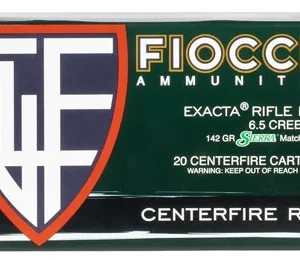 FIOCC
AMMUNIT
EXACTA® RIFLE
6.5 CREE
142 GR SIERRA Match
20 CENTERFIRE CART
WARNING: KEEP OUT OF REACH
CENTERFIRE R